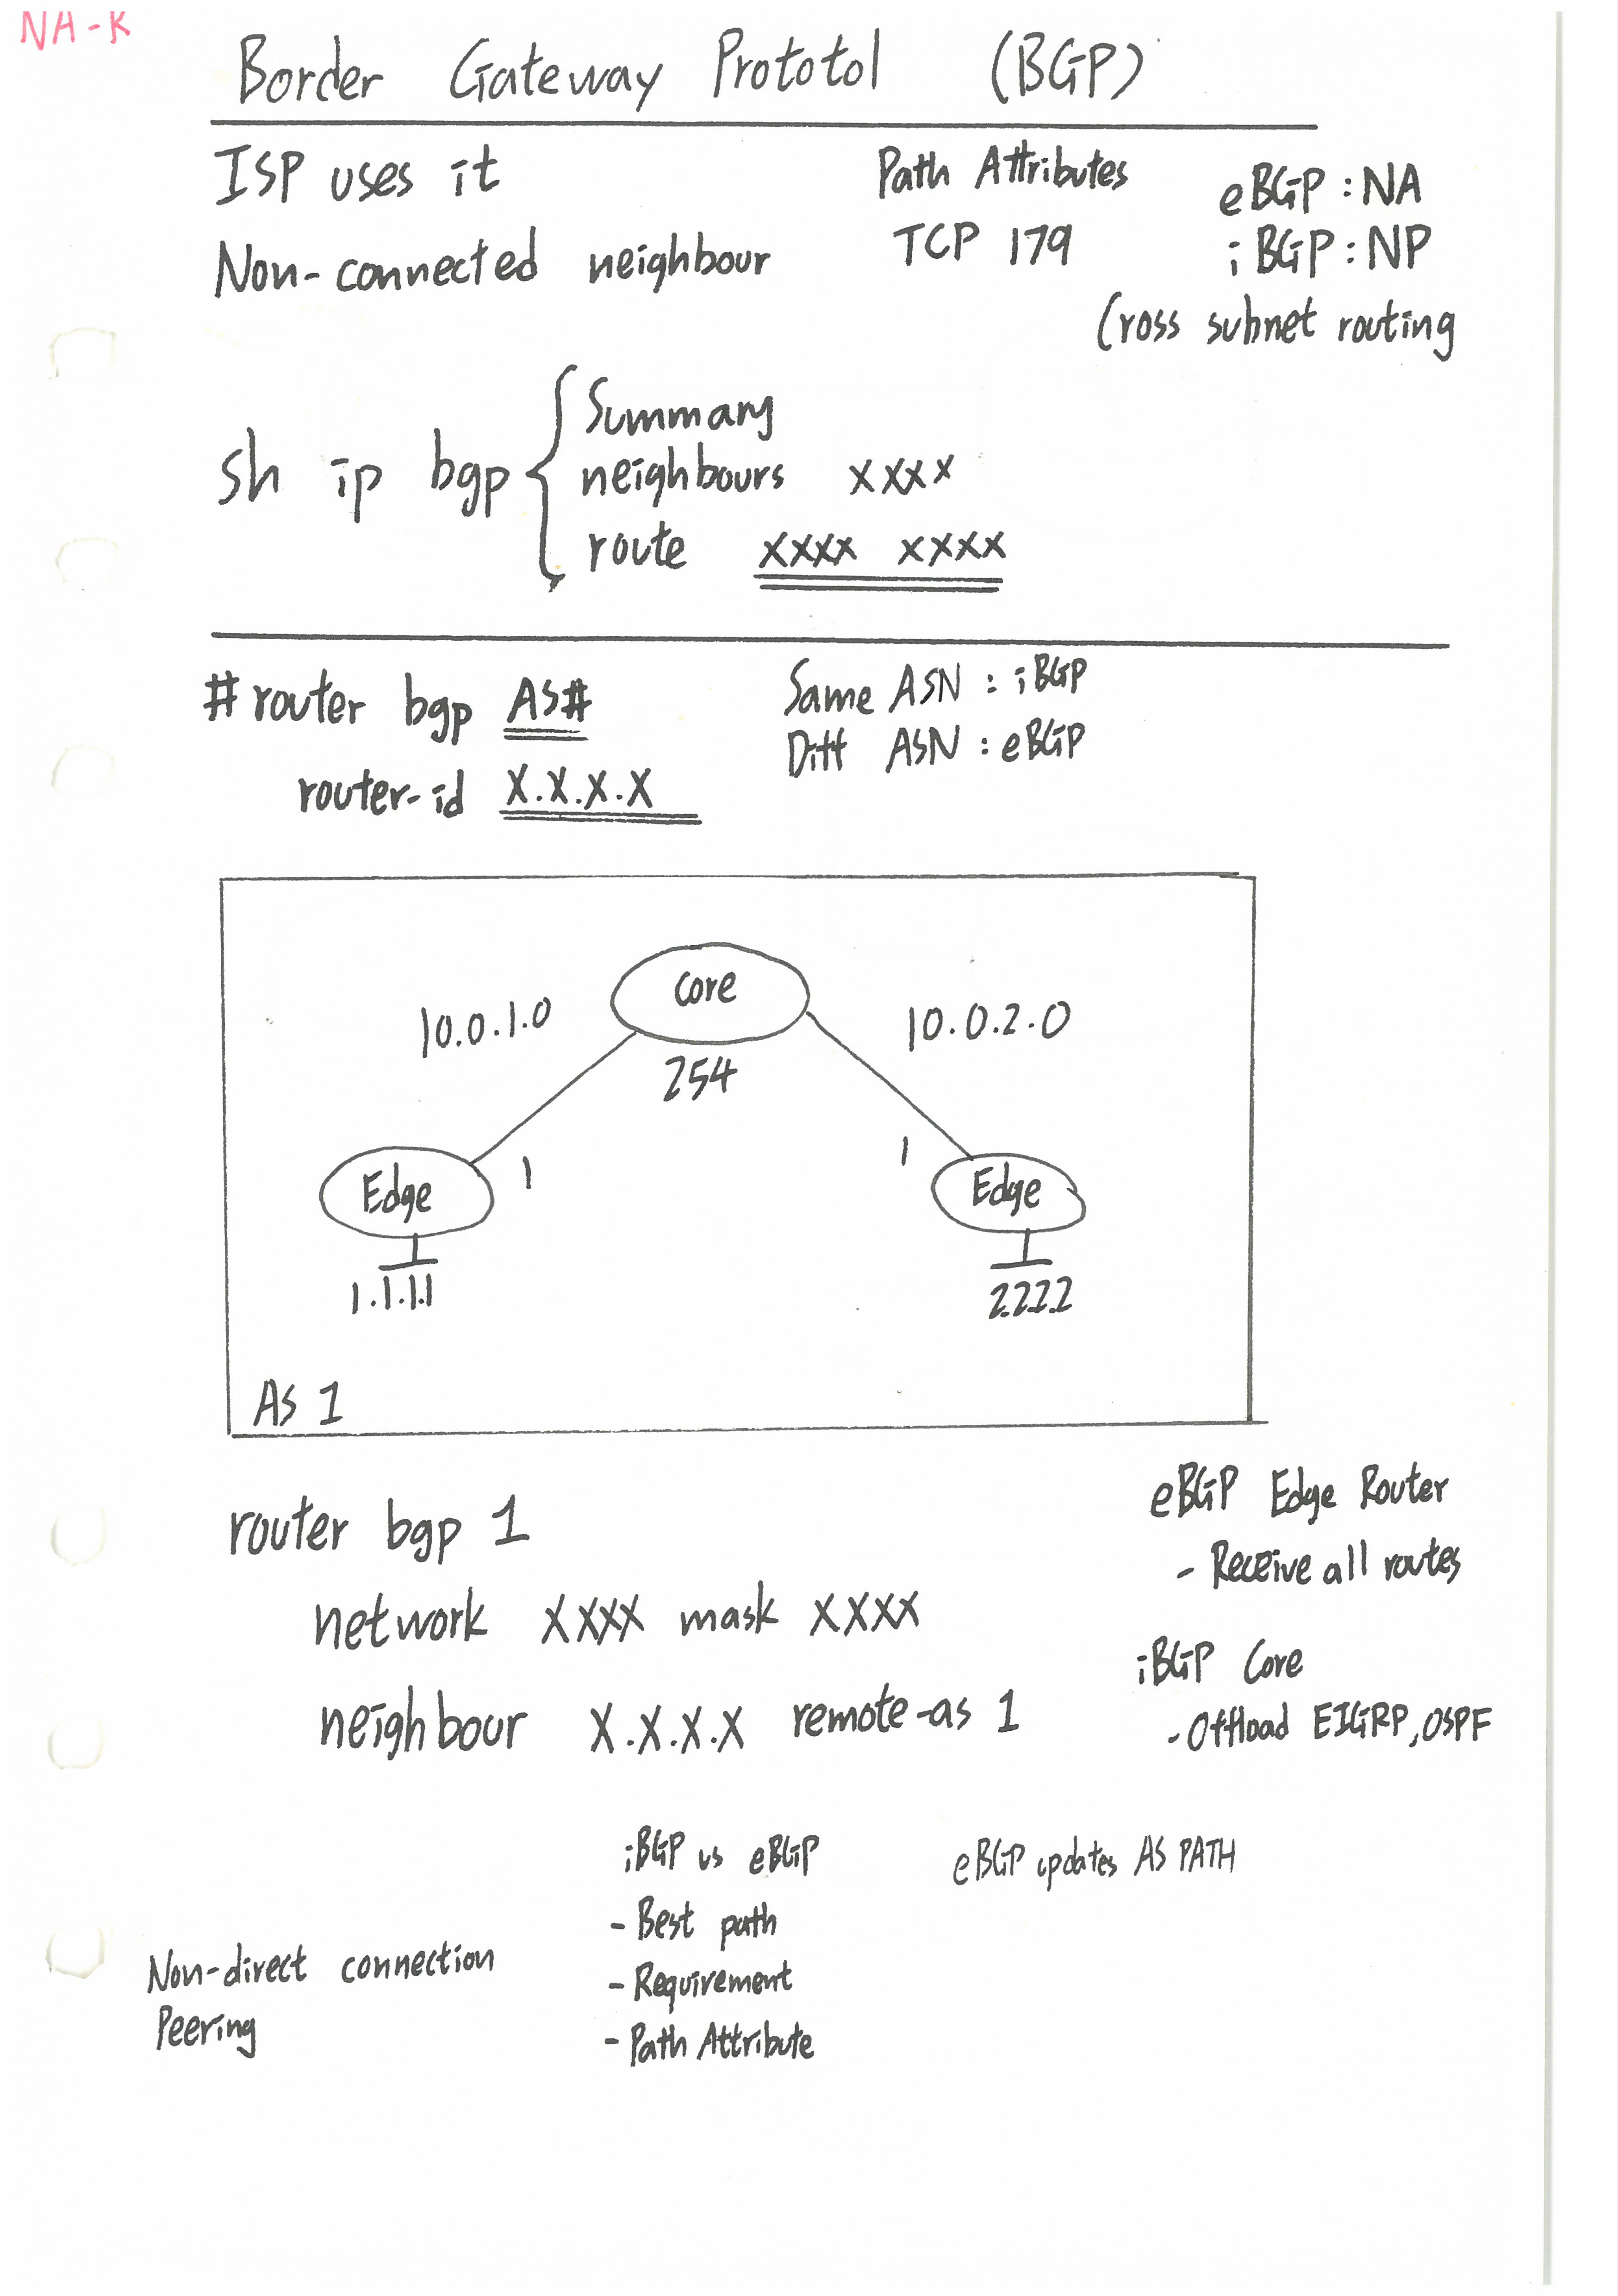 NA-K
Border Gateway Prototol (BGP)
ISP uses it
Non-connected neighbour
Path Attributes
TCP 179
eBGP : NA
iBGP : NP
Cross subnet routing
sh ip bgp
Summary
neighbours xxxx
route xxxx xxxx
#router bgp AS#
router-id X.X.X.X
Same ASN : iBGP
Diff ASN : eBGP
Core
10.0.1.0
10.0.2.0
254
1
1
Edge
Edge
1.1.1.1
2.2.2.2
AS 1
router bgp 1
network XXXX mask XXXX
neighbour X.X.X.X remote-as 1
eBGP Edge Router
- Receive all routes
iBGP Core
- Offload EIGRP, OSPF
iBGP vs eBGP
- Best path
- Requirement
- Path Attribute
eBGP updates AS PATH
Non-direct connection
Peering